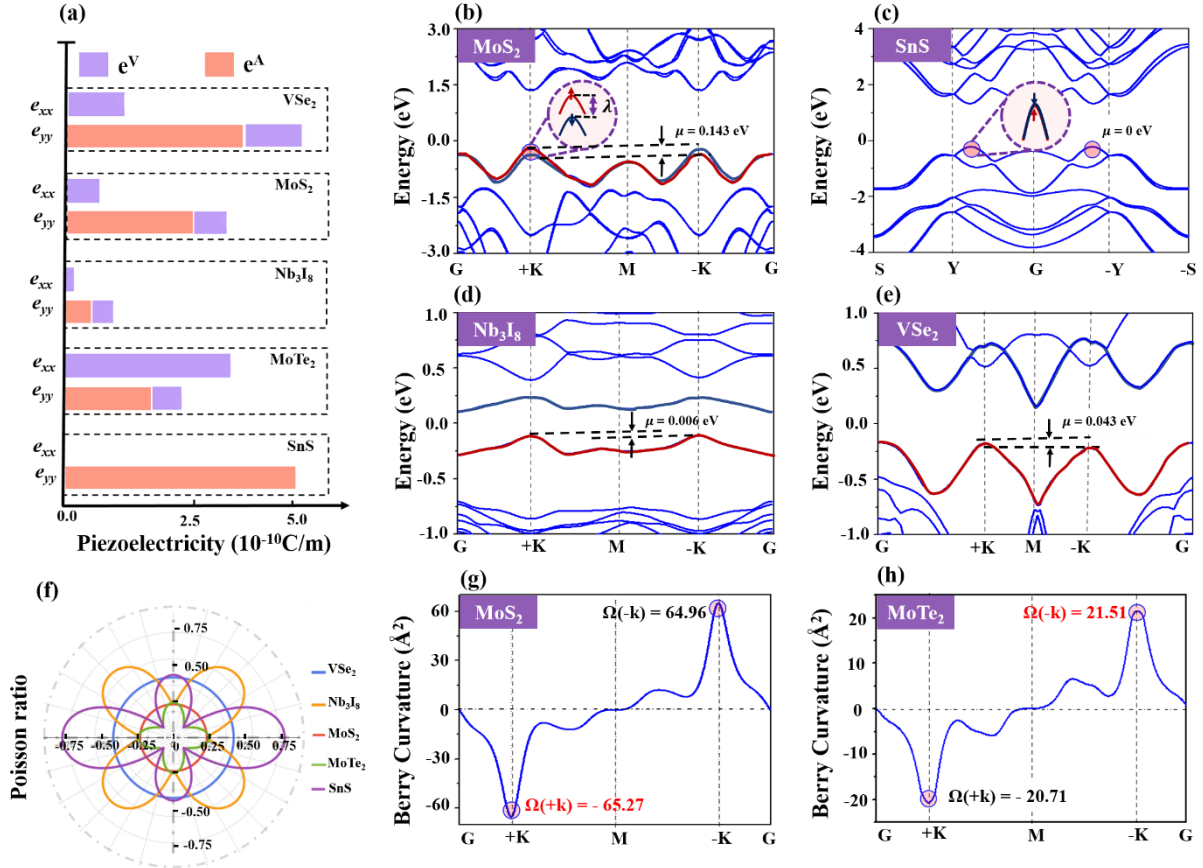 (a)
e^V
e^A
VSe₂
e_xx
e_yy
MoS₂
e_xx
e_yy
Nb₃I₈
e_xx
e_yy
MoTe₂
e_xx
e_yy
SnS
e_xx
e_yy
0.0 2.5 5.0
Piezoelectricity (10⁻¹⁰C/m)
(b)
MoS₂
Energy (eV)
3.0
1.5
0.0
-1.5
-3.0
λ
μ = 0.143 eV
G +K M -K G
(c)
SnS
Energy (eV)
4
2
0
-2
4
μ = 0 eV
S Y G -Y -S
(d)
Nb₃I₈
Energy (eV)
1.0
0.5
0.0
-0.5
-1.0
μ = 0.006 eV
G +K M -K G
(e)
VSe₂
Energy (eV)
1.0
0.5
0.0
-0.5
1.0
μ = 0.043 eV
G +K M -K G
(f)
Poisson ratio
0.75
0.50
-0.75 -0.50 -0.25 0 0.25 0.50 0.75
-0.50
-0.75
VSe₂
Nb₃I₈
MoS₂
MoTe₂
SnS
(g)
MoS₂
Berry Curvature (Å²)
60
30
0
-30
-60
Ω(-k) = 64.96
Ω(+k) = - 65.27
G +K M -K G
(h)
MoTe₂
Berry Curvature (Å²)
20
10
0
-10
-20
Ω(-k) = 21.51
Ω(+k) = - 20.71
G +K M -K G